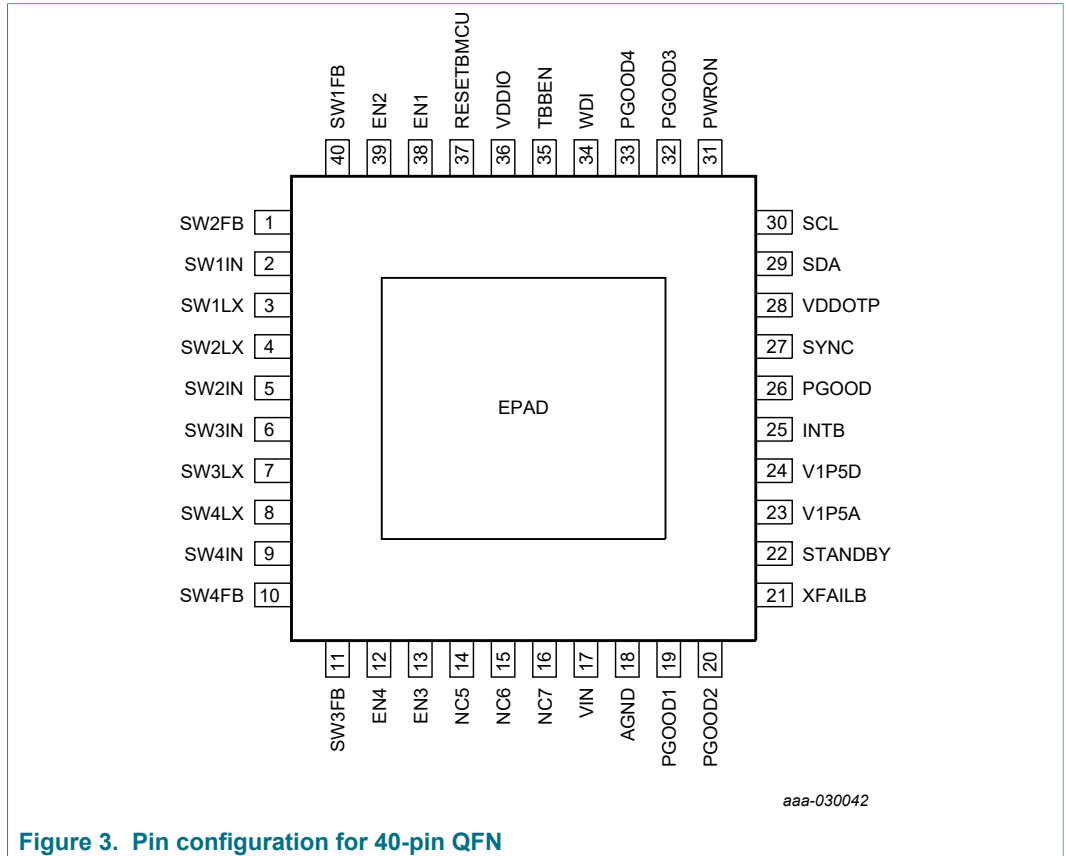 SW1FB
EN2
EN1
RESETBMCU
VDDIO
TBBEN
WDI
PGOOD4
PGOOD3
PWRON
40
39
38
37
36
35
34
33
32
31
SW2FB 1
SW1IN 2
SW1LX 3
SW2LX 4
SW2IN 5
SW3IN 6
SW3LX 7
SW4LX 8
SW4IN 9
SW4FB 10
EPAD
30 SCL
29 SDA
28 VDDOTP
27 SYNC
26 PGOOD
25 INTB
24 V1P5D
23 V1P5A
22 STANDBY
21 XFAILB
11
12
13
14
15
16
17
18
19
20
SW3FB
EN4
EN3
NC5
NC6
NC7
VIN
AGND
PGOOD1
PGOOD2
aaa-030042
Figure 3. Pin configuration for 40-pin QFN